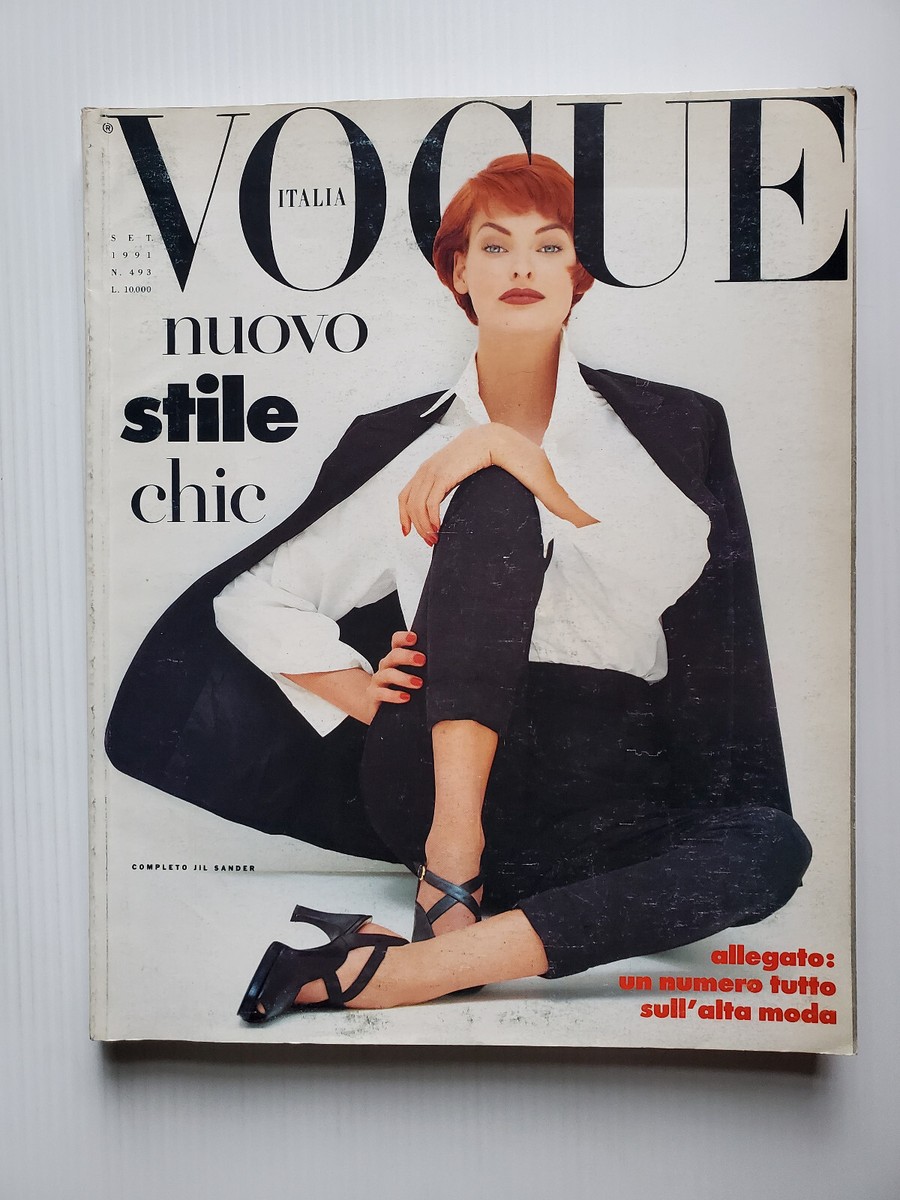 ®
VOGUE
ITALIA
SET.
1991
N. 493
L. 10.000
nuovo
stile
chic
COMPLETO JIL SANDER
allegato:
un numero tutto
sull'alta moda